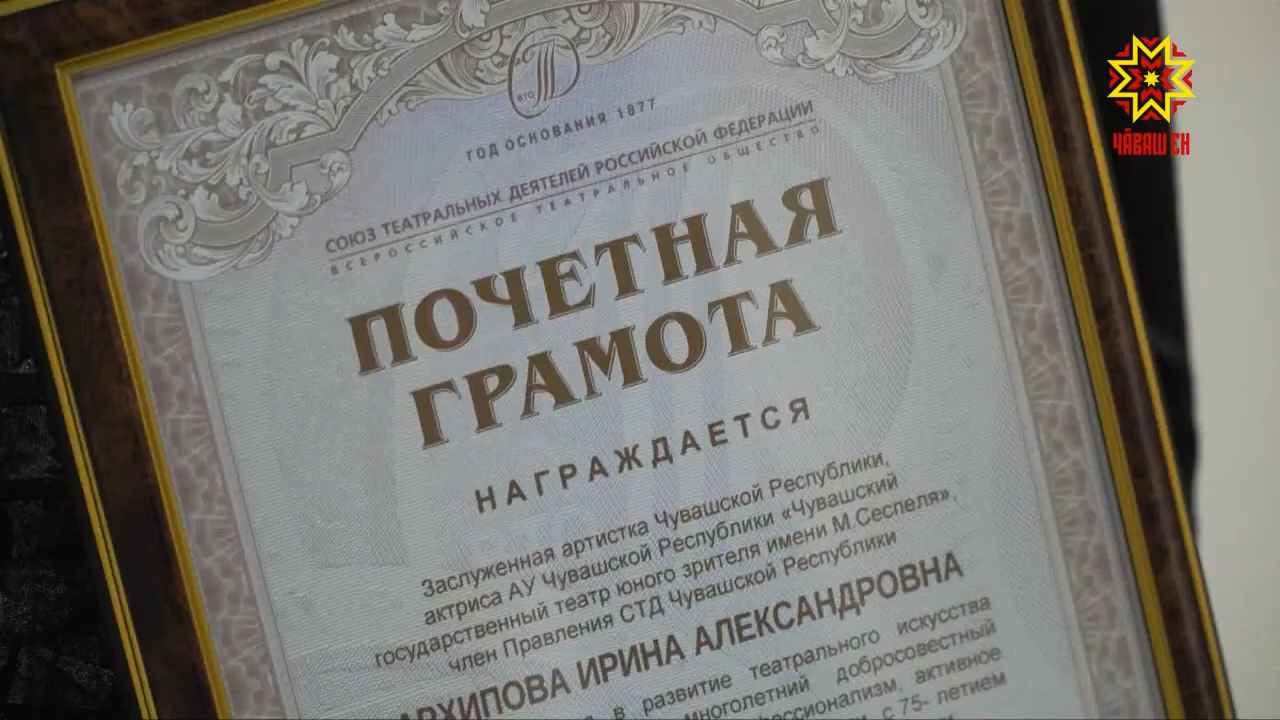 ВТО
ГОД ОСНОВАНИЯ 1877
СОЮЗ ТЕАТРАЛЬНЫХ ДЕЯТЕЛЕЙ РОССИЙСКОЙ ФЕДЕРАЦИИ
ВСЕРОССИЙСКОЕ ТЕАТРАЛЬНОЕ ОБЩЕСТВО
ПОЧЕТНАЯ
ГРАМОТА
НАГРАЖДАЕТСЯ
Заслуженная артистка Чувашской Республики,
актриса АУ Чувашской Республики «Чувашский
государственный театр юного зрителя имени М.Сеспеля»,
член Правления СТД Чувашской Республики
АРХИПОВА ИРИНА АЛЕКСАНДРОВНА
в развитие театрального искусства
многолетний добросовестный
активное
с 75- летием
ЧӐВАШ ЕН